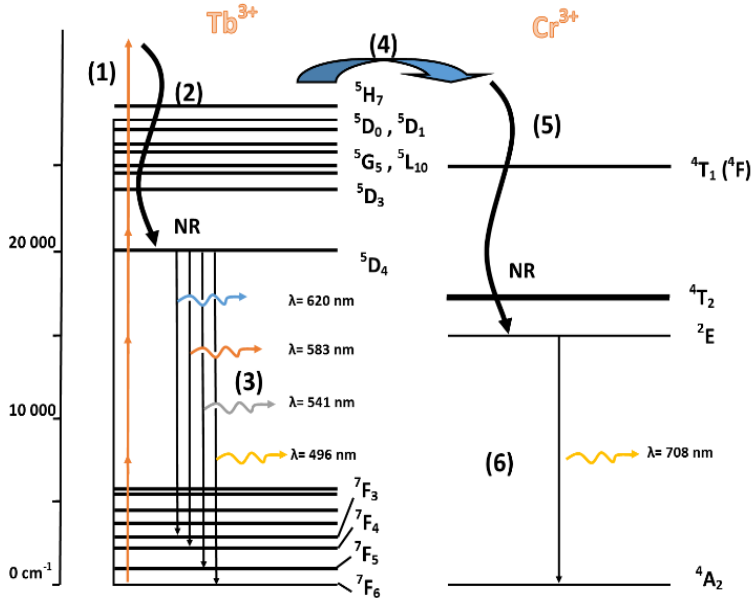 Tb³⁺
Cr³⁺
(1)
(2)
(4)
(5)
⁵H₇
⁵D₀ , ⁵D₁
⁵G₅ , ⁵L₁₀
⁵D₃
⁴T₁ (⁴F)
NR
20 000
⁵D₄
NR
⁴T₂
λ= 620 nm
²E
λ= 583 nm
(3)
λ= 541 nm
10 000
λ= 496 nm
(6)
λ= 708 nm
⁷F₃
⁷F₄
⁷F₅
0 cm⁻¹
⁷F₆
⁴A₂